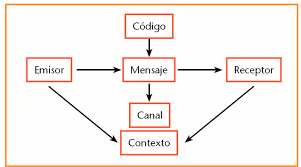 Código
Emisor
Mensaje
Receptor
Canal
Contexto